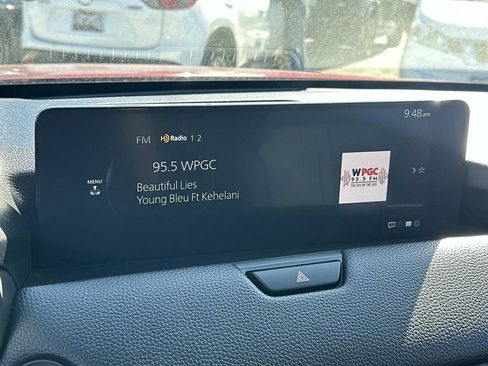 9:48am
FM HD Radio 1 2
95.5 WPGC
MENU
Beautiful Lies
Young Bleu Ft Kehelani
WPGC
95.5 FM